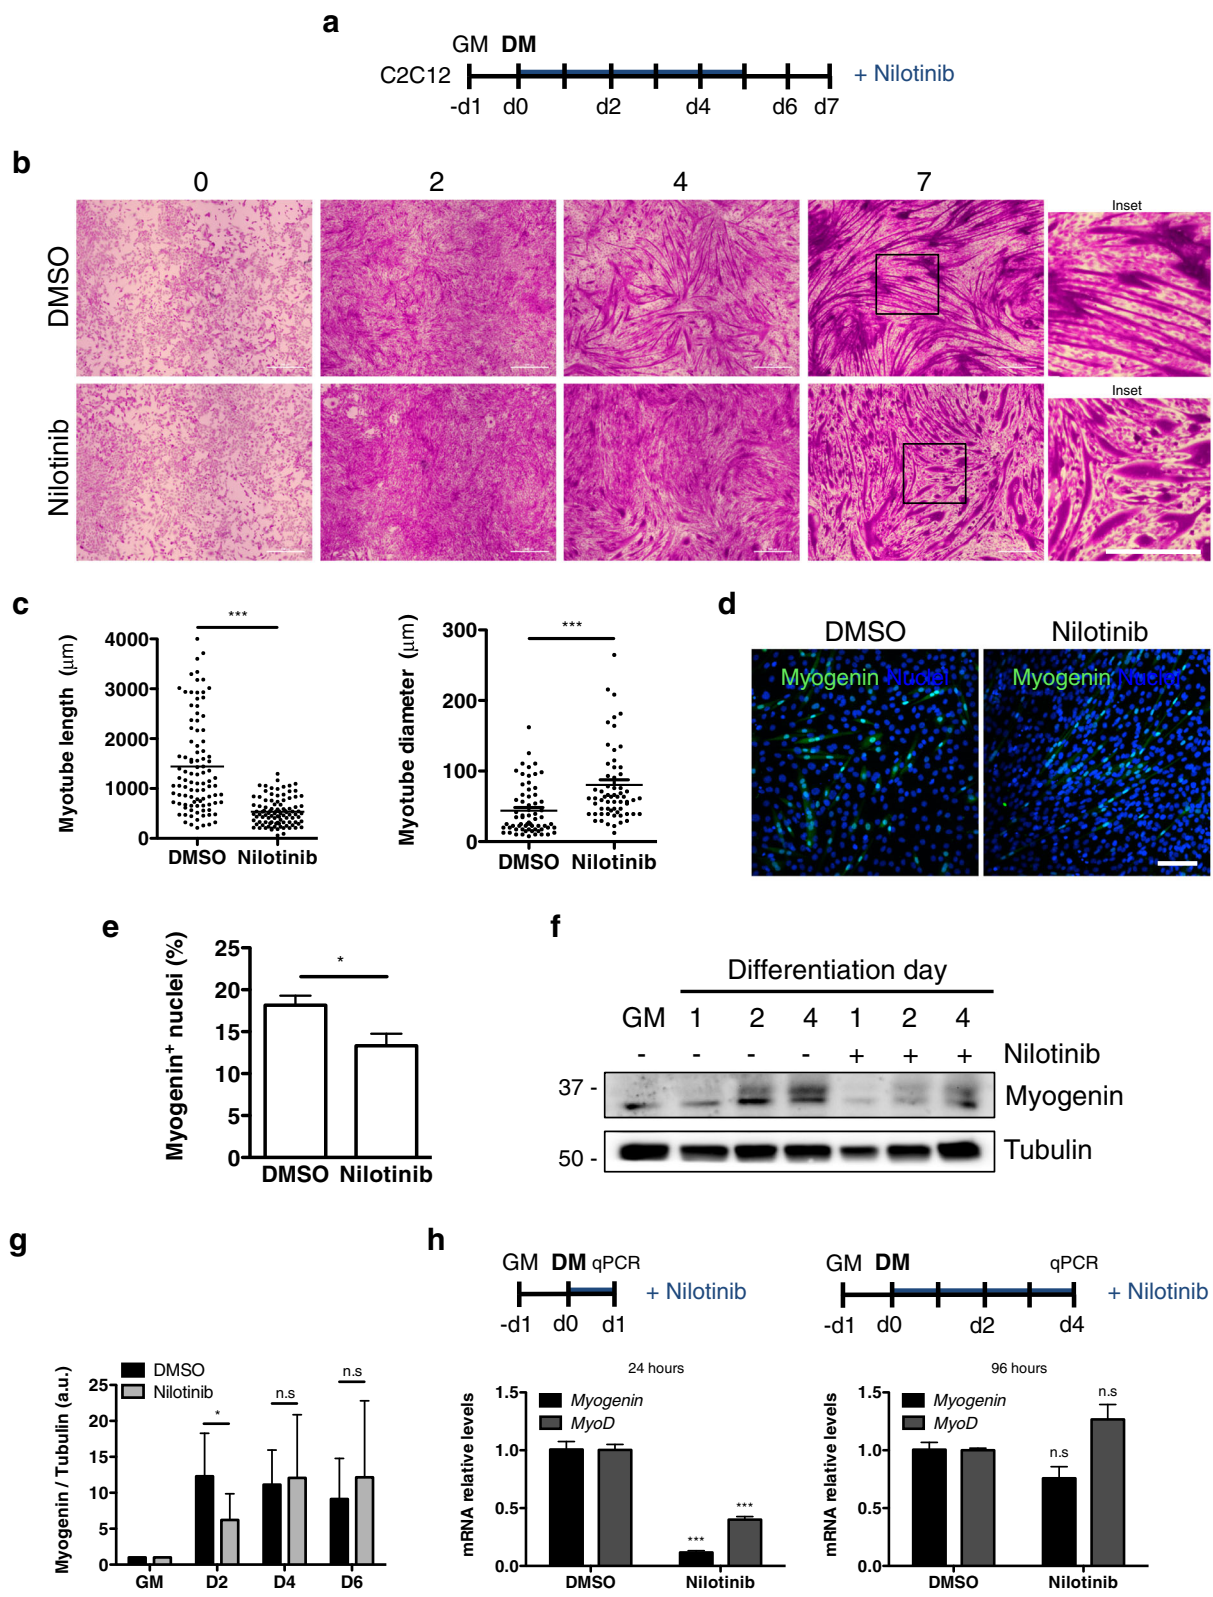 a
GM DM
C2C12 + Nilotinib
-d1 d0 d2 d4 d6 d7
b
0 2 4 7
Inset
DMSO
Inset
Nilotinib
c
***
Myotube length (μm)
4000
3000
2000
1000
0
DMSO Nilotinib
***
Myotube diameter (μm)
300
200
100
0
DMSO Nilotinib
d
DMSO Nilotinib
Myogenin Nuclei Myogenin Nuclei
e
Myogenin+ nuclei (%)
25
20
15
10
5
0
*
DMSO Nilotinib
f
Differentiation day
GM 1 2 4 1 2 4
- - - - + + + Nilotinib
37 - Myogenin
50 - Tubulin
g
DMSO
Nilotinib
Myogenin / Tubulin (a.u.)
25
20
15
10
5
0
* n.s n.s
GM D2 D4 D6
h
GM DM qPCR
+ Nilotinib
-d1 d0 d1
GM DM qPCR
+ Nilotinib
-d1 d0 d2 d4
24 hours
mRNA relative levels
1.5
1.0
0.5
0.0
Myogenin
MyoD
*** ***
DMSO Nilotinib
96 hours
mRNA relative levels
1.5
1.0
0.5
0.0
Myogenin
MyoD
n.s n.s
DMSO Nilotinib